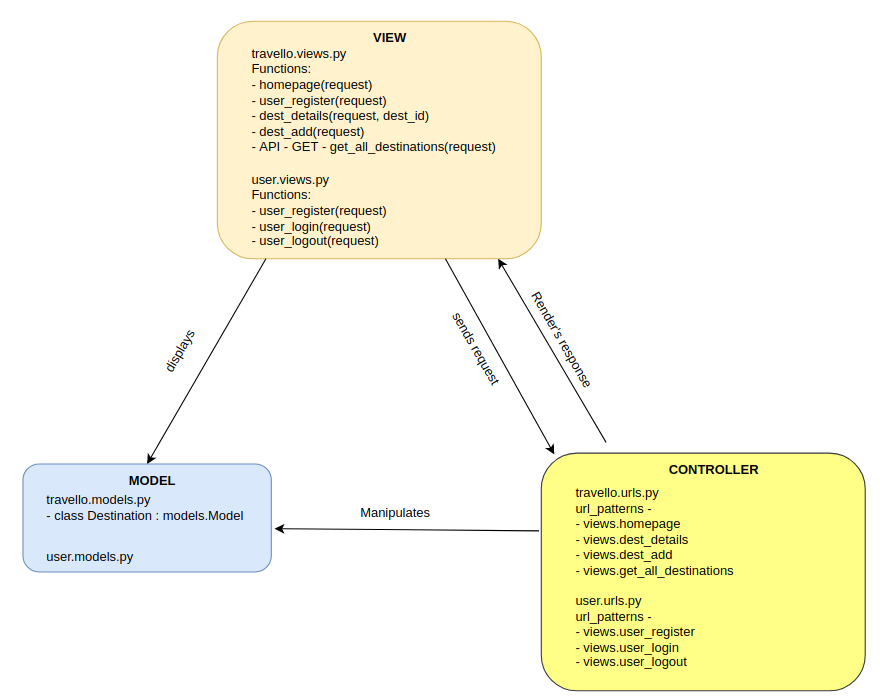 VIEW
travello.views.py
Functions:
- homepage(request)
- user_register(request)
- dest_details(request, dest_id)
- dest_add(request)
- API - GET - get_all_destinations(request)
user.views.py
Functions:
- user_register(request)
- user_login(request)
- user_logout(request)
displays
sends request
Render's response
MODEL
travello.models.py
- class Destination : models.Model
user.models.py
Manipulates
CONTROLLER
travello.urls.py
url_patterns -
- views.homepage
- views.dest_details
- views.dest_add
- views.get_all_destinations
user.urls.py
url_patterns -
- views.user_register
- views.user_login
- views.user_logout